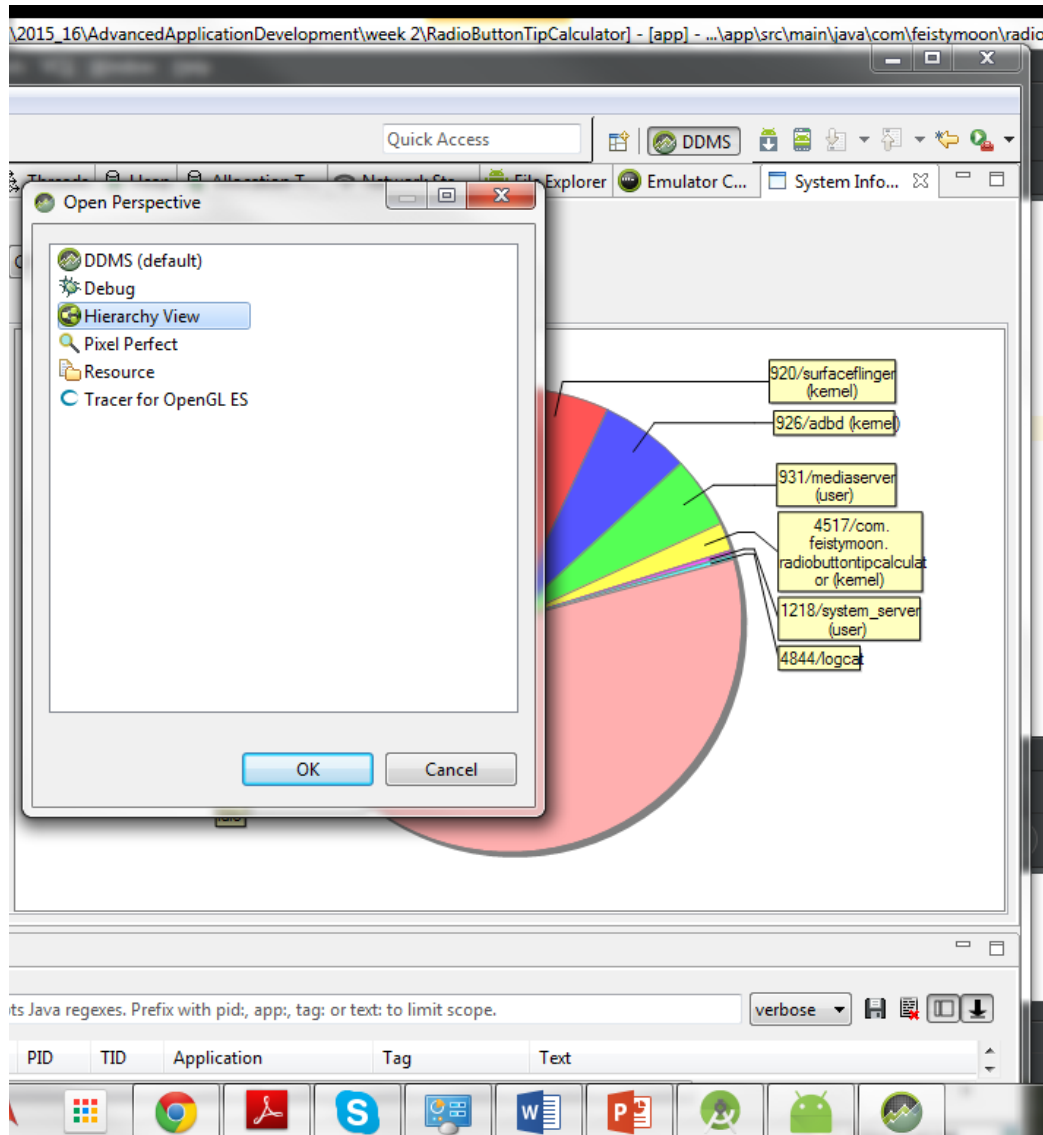 \2015_16\AdvancedApplicationDevelopment\week 2\RadioButtonTipCalculator] - [app] - ...\app\src\main\java\com\feistymoon\radio
Quick Access
DDMS
File Explorer
Emulator C...
System Info...
Open Perspective
DDMS (default)
Debug
Hierarchy View
Pixel Perfect
Resource
Tracer for OpenGL ES
OK
Cancel
920/surfaceflinger
(kernel)
926/adbd (kernel)
931/mediaserver
(user)
4517/com.
feistymoon.
radiobuttontipcalculat
or (kernel)
1218/system_server
(user)
4844/logcat
ts Java regexes. Prefix with pid:, app:, tag: or text: to limit scope.
verbose
PID TID Application Tag Text